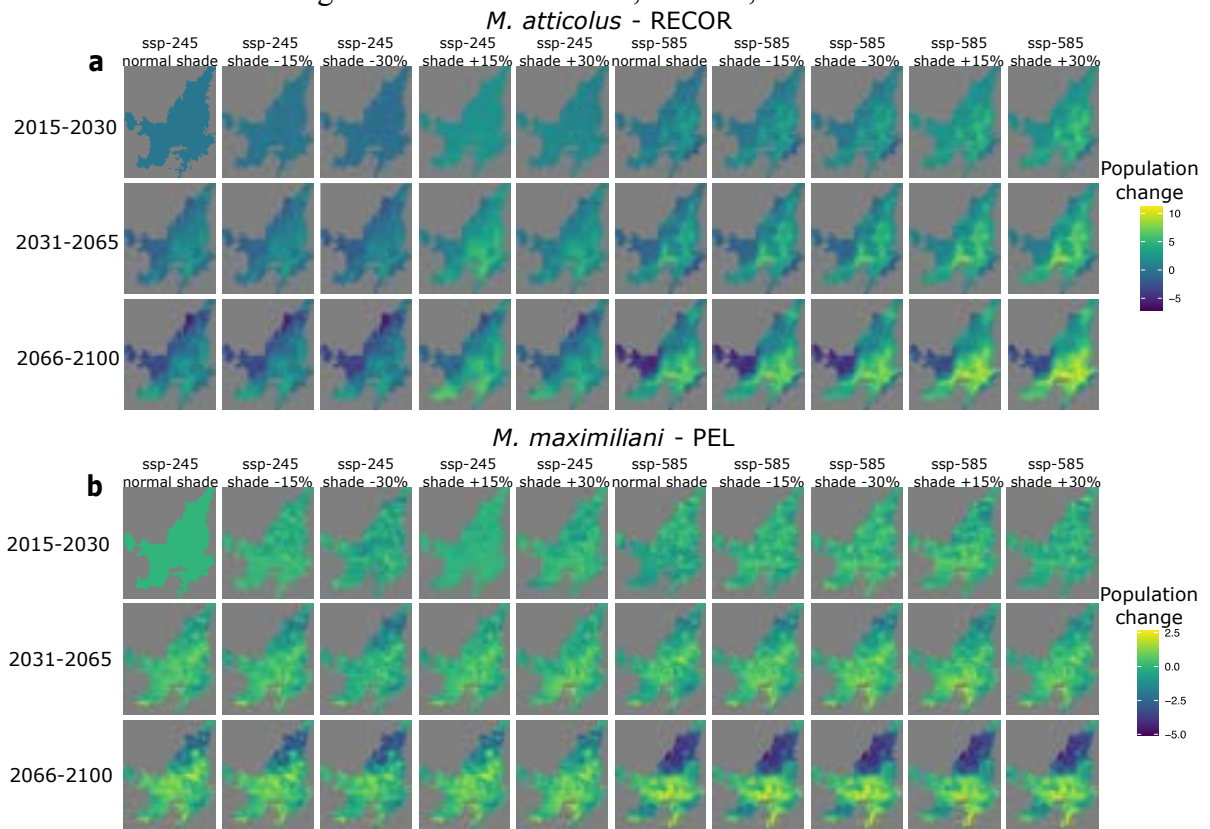 M. atticolus - RECOR
a
ssp-245 ssp-245 ssp-245 ssp-245 ssp-245 ssp-585 ssp-585 ssp-585 ssp-585 ssp-585
normal shade shade -15% shade -30% shade +15% shade +30% normal shade shade -15% shade -30% shade +15% shade +30%
2015-2030
2031-2065
2066-2100
Population
change
10
5
0
−5
M. maximiliani - PEL
b
ssp-245 ssp-245 ssp-245 ssp-245 ssp-245 ssp-585 ssp-585 ssp-585 ssp-585 ssp-585
normal shade shade -15% shade -30% shade +15% shade +30% normal shade shade -15% shade -30% shade +15% shade +30%
2015-2030
2031-2065
2066-2100
Population
change
2.5
0.0
−2.5
−5.0